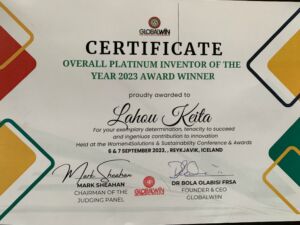 GLOBALWIN
CERTIFICATE
OVERALL PLATINUM INVENTOR OF THE
YEAR 2023 AWARD WINNER
proudly awarded to
Lahou Keita
For your exemplary determination, tenacity to succeed
and ingenious contribution to innovation
Held at the Women4Solutions & Sustainability Conference & Awards
6 & 7 SEPTEMBER 2023, , REYKJAVIK, ICELAND
Mark Sheahan
MARK SHEAHAN
CHAIRMAN OF THE
JUDGING PANEL
GLOBALWIN
DR BOLA OLABISI FRSA
FOUNDER & CEO
GLOBALWIN